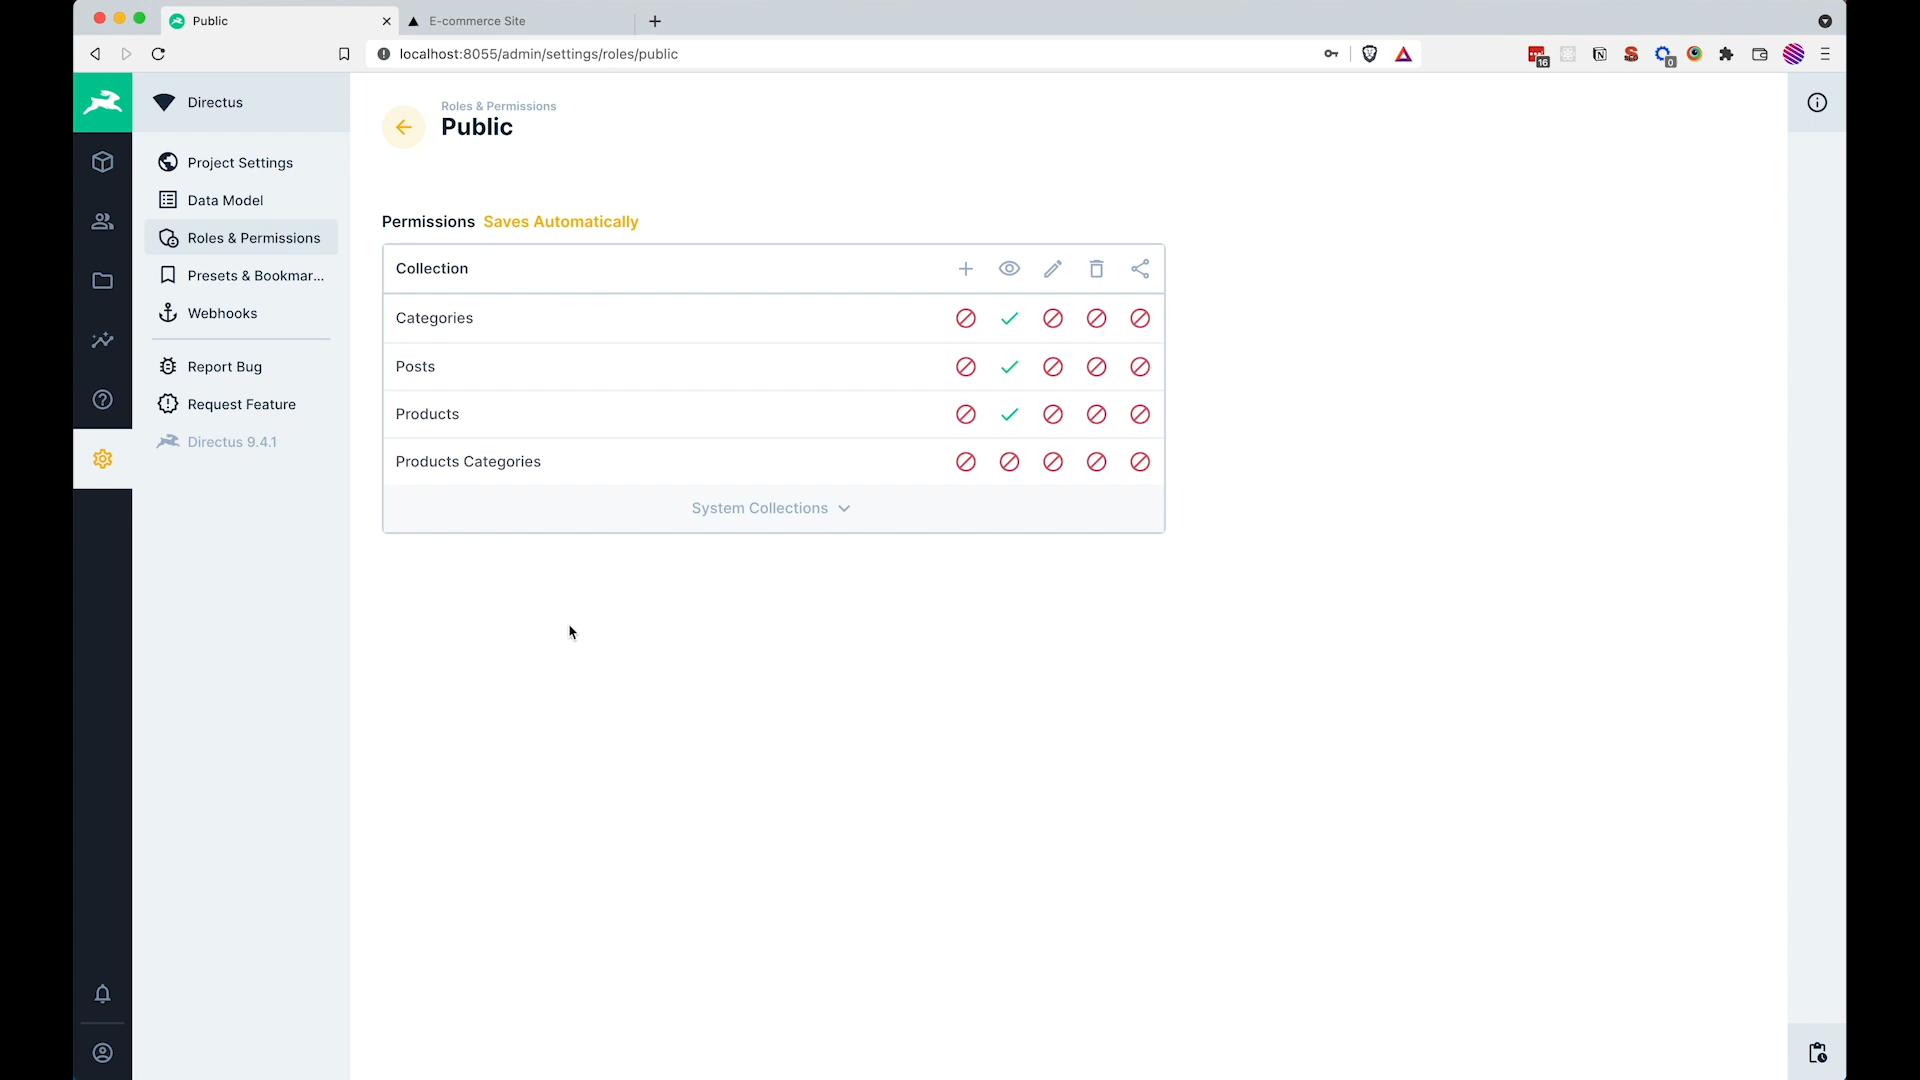 Public
E-commerce Site
localhost:8055/admin/settings/roles/public
16
0
Directus
Project Settings
Data Model
Roles & Permissions
Presets & Bookmar...
Webhooks
Report Bug
Request Feature
Directus 9.4.1
Roles & Permissions
Public
Permissions Saves Automatically
Collection
Categories
Posts
Products
Products Categories
System Collections